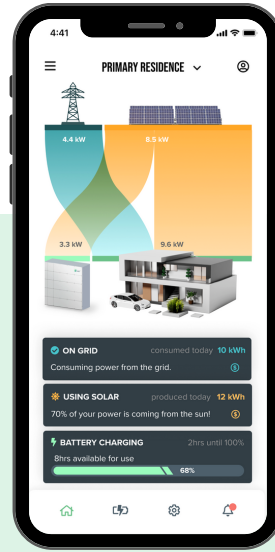 4:41
PRIMARY RESIDENCE
4.4 kW 8.5 kW
3.3 kW 9.6 kW
ON GRID consumed today 10 kWh
Consuming power from the grid.
USING SOLAR produced today 12 kWh
70% of your power is coming from the sun!
BATTERY CHARGING 2hrs until 100%
8hrs available for use
68%